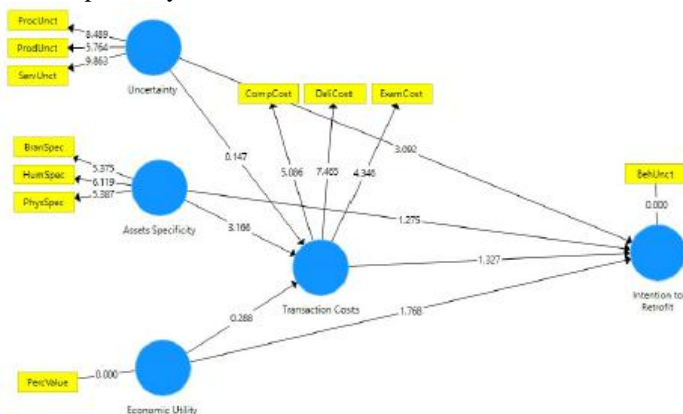 ProcUnct
8.489
ProdUnct
5.764
ServUnct
9.863
Uncertainty
CompCost
DeliCost
ExamCost
3.092
BranSpec
5.375
HumSpec
6.119
PhysSpec
5.387
Assets Specificity
0.147
5.086
7.465
4.346
BehUnct
0.000
1.275
3.166
1.327
Transaction Costs
Intention to
Retrofit
0.288
1.768
PercValue
0.000
Economic Utility